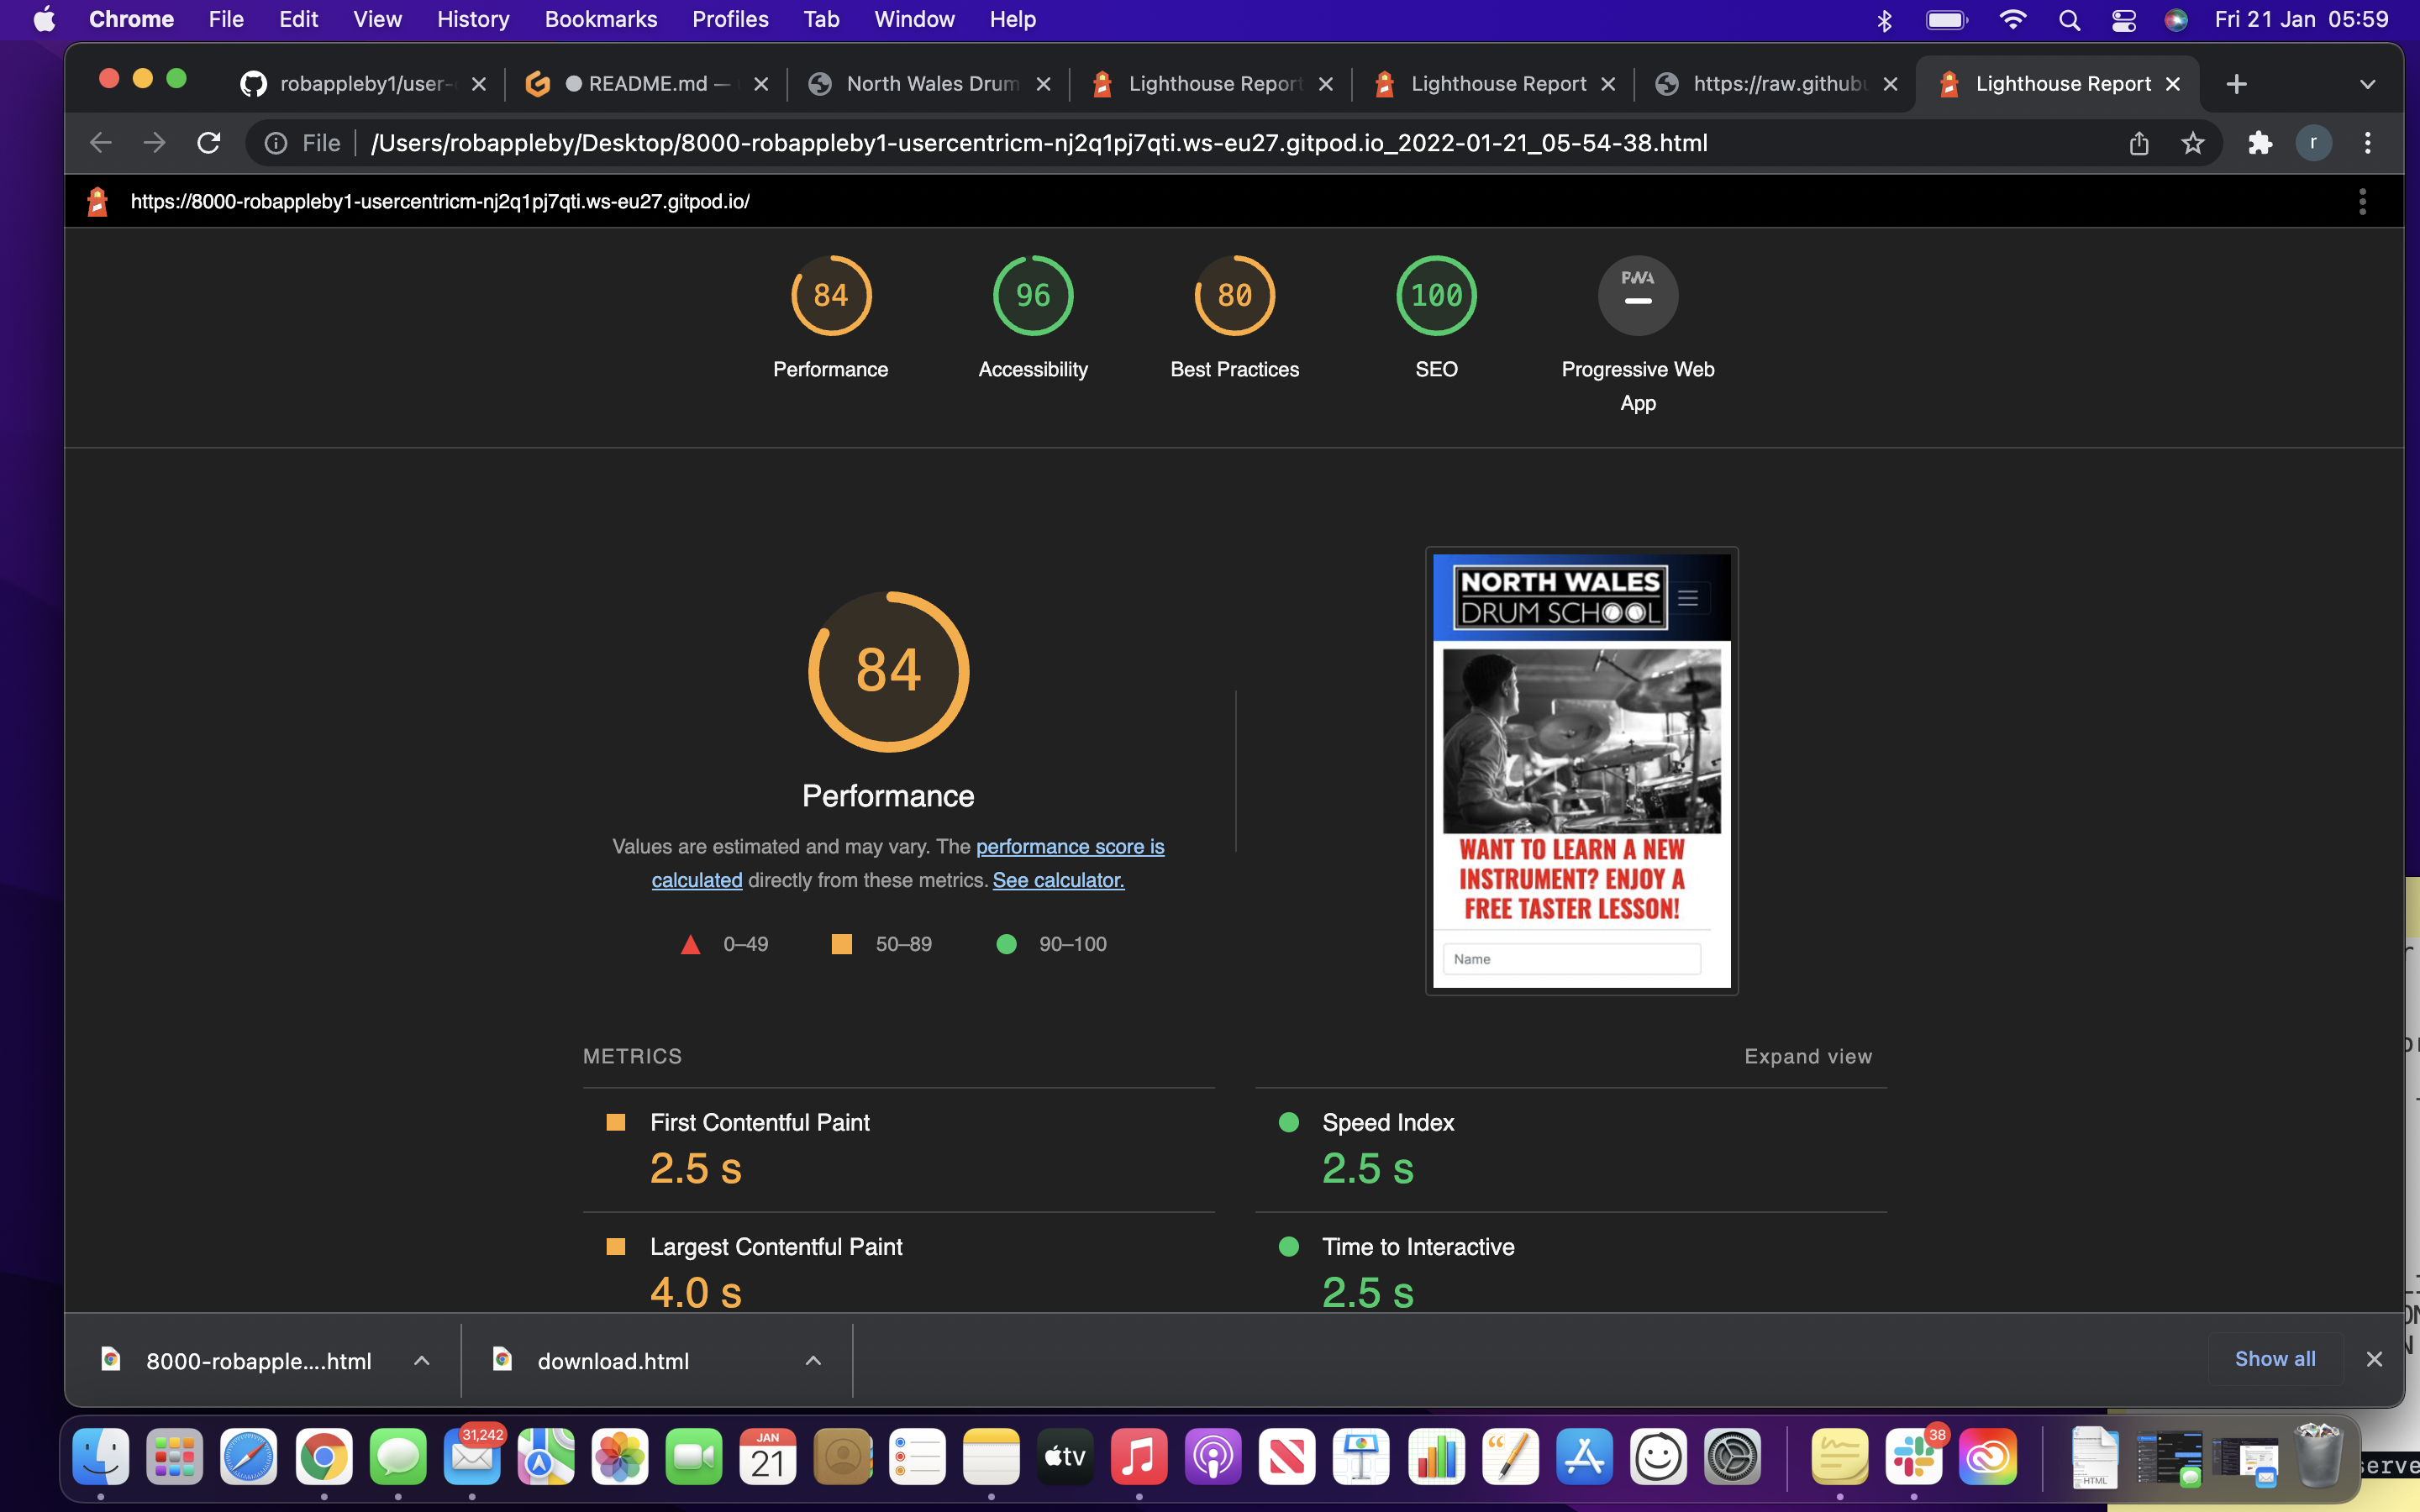 Chrome File Edit View History Bookmarks Profiles Tab Window Help Fri 21 Jan 05:59
robappleby1/user- README.md — North Wales Drum Lighthouse Report Lighthouse Report https://raw.githubu Lighthouse Report
File /Users/robappleby/Desktop/8000-robappleby1-usercentricm-nj2q1pj7qti.ws-eu27.gitpod.io_2022-01-21_05-54-38.html r
https://8000-robappleby1-usercentricm-nj2q1pj7qti.ws-eu27.gitpod.io/
84 96 80 100 PWA
Performance Accessibility Best Practices SEO Progressive Web
App
84
Performance
Values are estimated and may vary. The performance score is
calculated directly from these metrics. See calculator.
0–49 50–89 90–100
NORTH WALES
DRUM SCHOOL
WANT TO LEARN A NEW
INSTRUMENT? ENJOY A
FREE TASTER LESSON!
Name
METRICS Expand view
First Contentful Paint Speed Index
2.5 s 2.5 s
Largest Contentful Paint Time to Interactive
4.0 s 2.5 s
8000-robapple....html download.html Show all
31,242 JAN 21 tv 38 HTML
serve